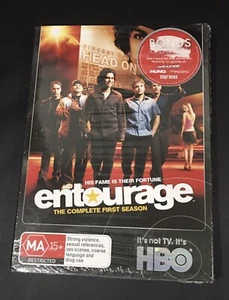 BONUS
HEAD ON
HIS FAME IS THEIR FORTUNE
entourage
THE COMPLETE FIRST SEASON
MA 15+
RESTRICTED
Strong violence,
sexual references,
sex scenes, coarse
language and
drug use
It's not TV. It's
HBO